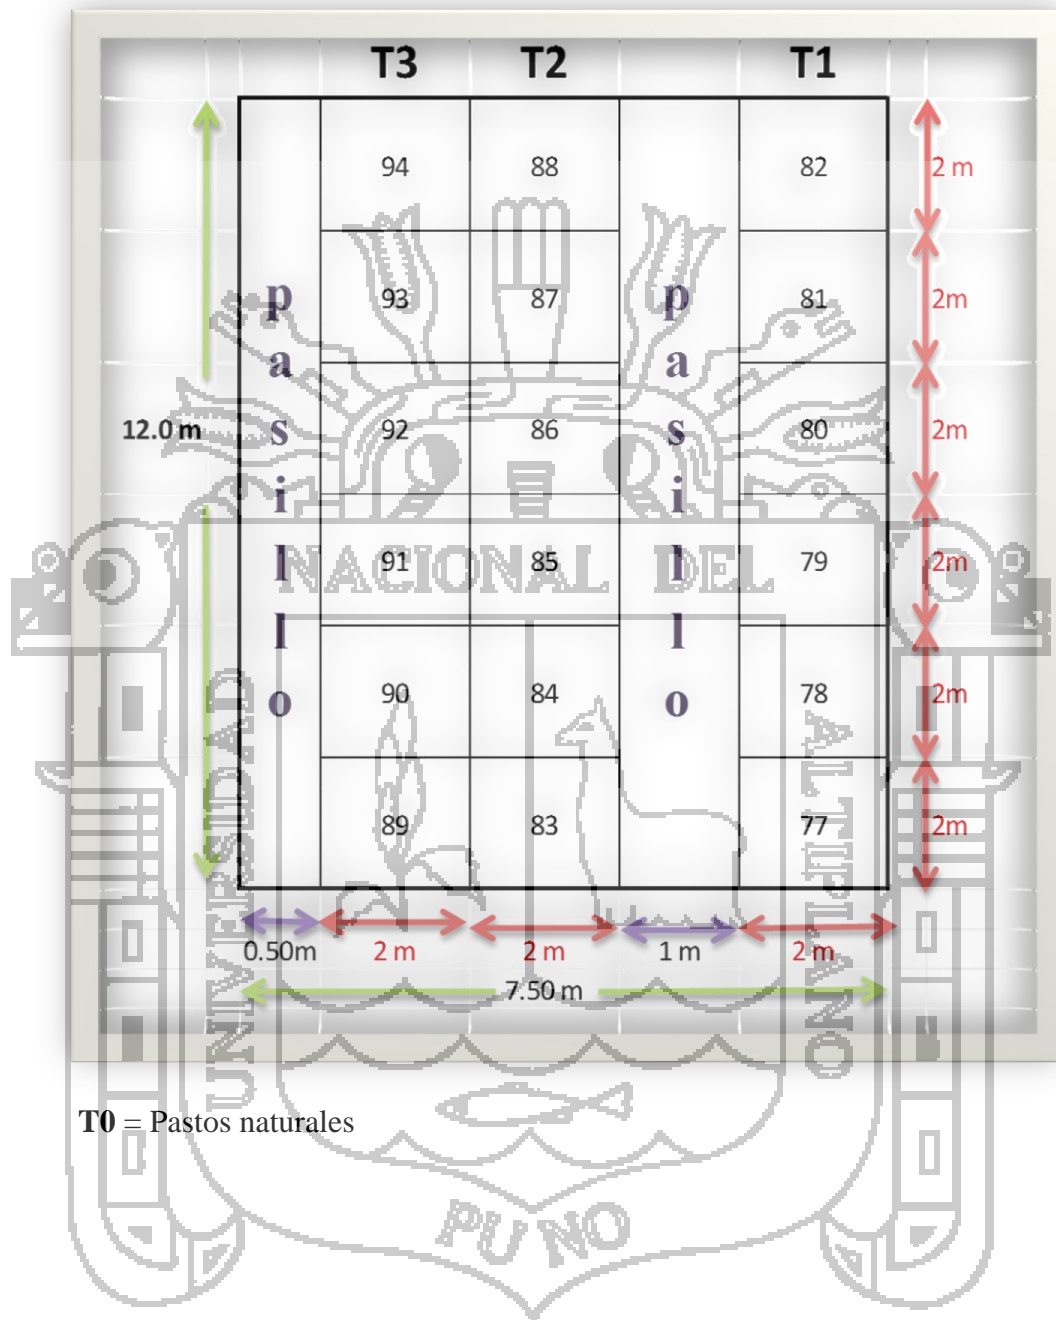 T3 T2 T1
94 88 82 2 m
93 87 81 2m
12.0 m 92 86 80 2m
91 85 79 2m
90 84 78 2m
89 83 77 2m
pasillo
pasillo
0.50m 2 m 2 m 1 m 2 m
7.50 m
T0 = Pastos naturales
UNIVERSIDAD
NACIONAL DEL
ALTIPLANO
PUNO